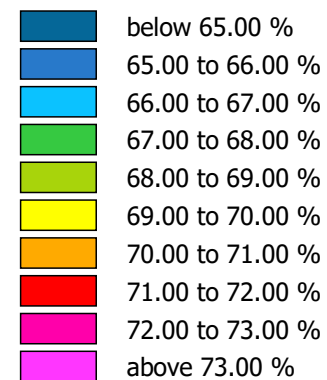 below 65.00 %
65.00 to 66.00 %
66.00 to 67.00 %
67.00 to 68.00 %
68.00 to 69.00 %
69.00 to 70.00 %
70.00 to 71.00 %
71.00 to 72.00 %
72.00 to 73.00 %
above 73.00 %